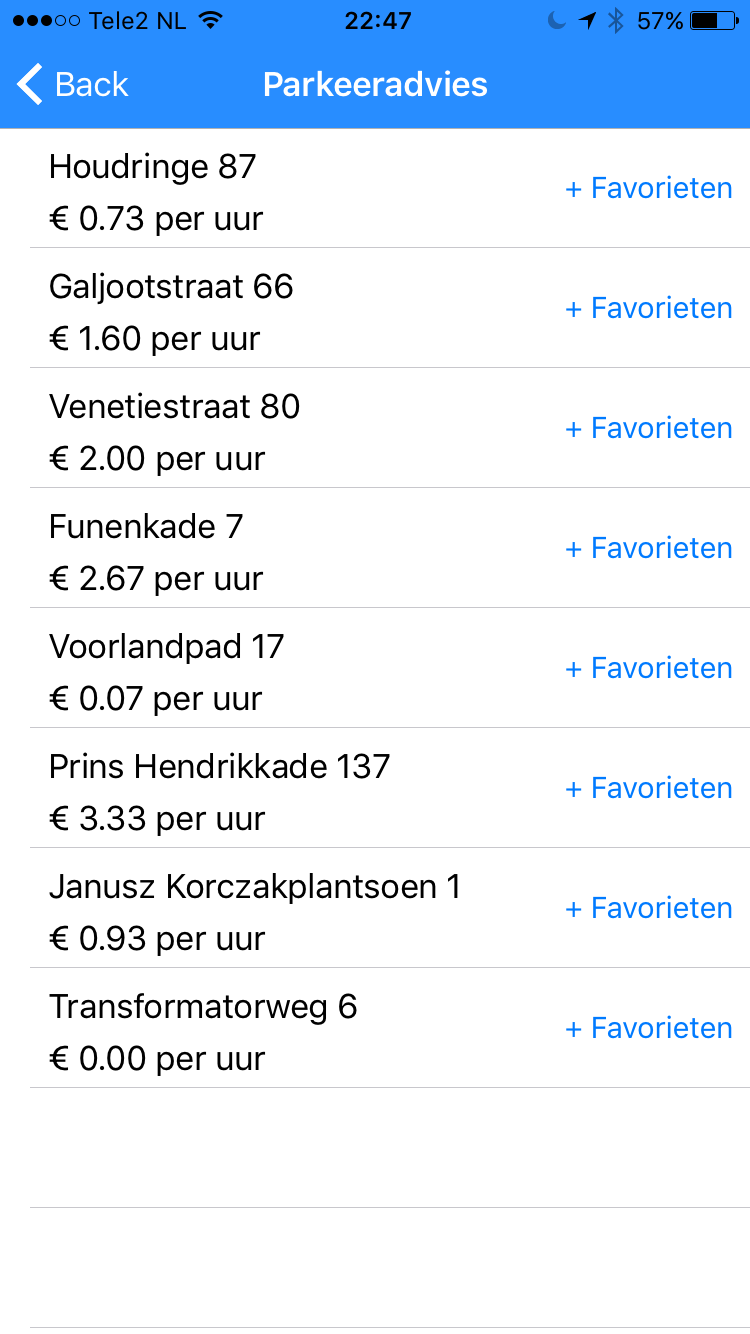 Tele2 NL 22:47 57%
Back Parkeeradvies
Houdringe 87
€ 0.73 per uur
+ Favorieten
Galjootstraat 66
€ 1.60 per uur
+ Favorieten
Venetiestraat 80
€ 2.00 per uur
+ Favorieten
Funenkade 7
€ 2.67 per uur
+ Favorieten
Voorlandpad 17
€ 0.07 per uur
+ Favorieten
Prins Hendrikkade 137
€ 3.33 per uur
+ Favorieten
Janusz Korczakplantsoen 1
€ 0.93 per uur
+ Favorieten
Transformatorweg 6
€ 0.00 per uur
+ Favorieten